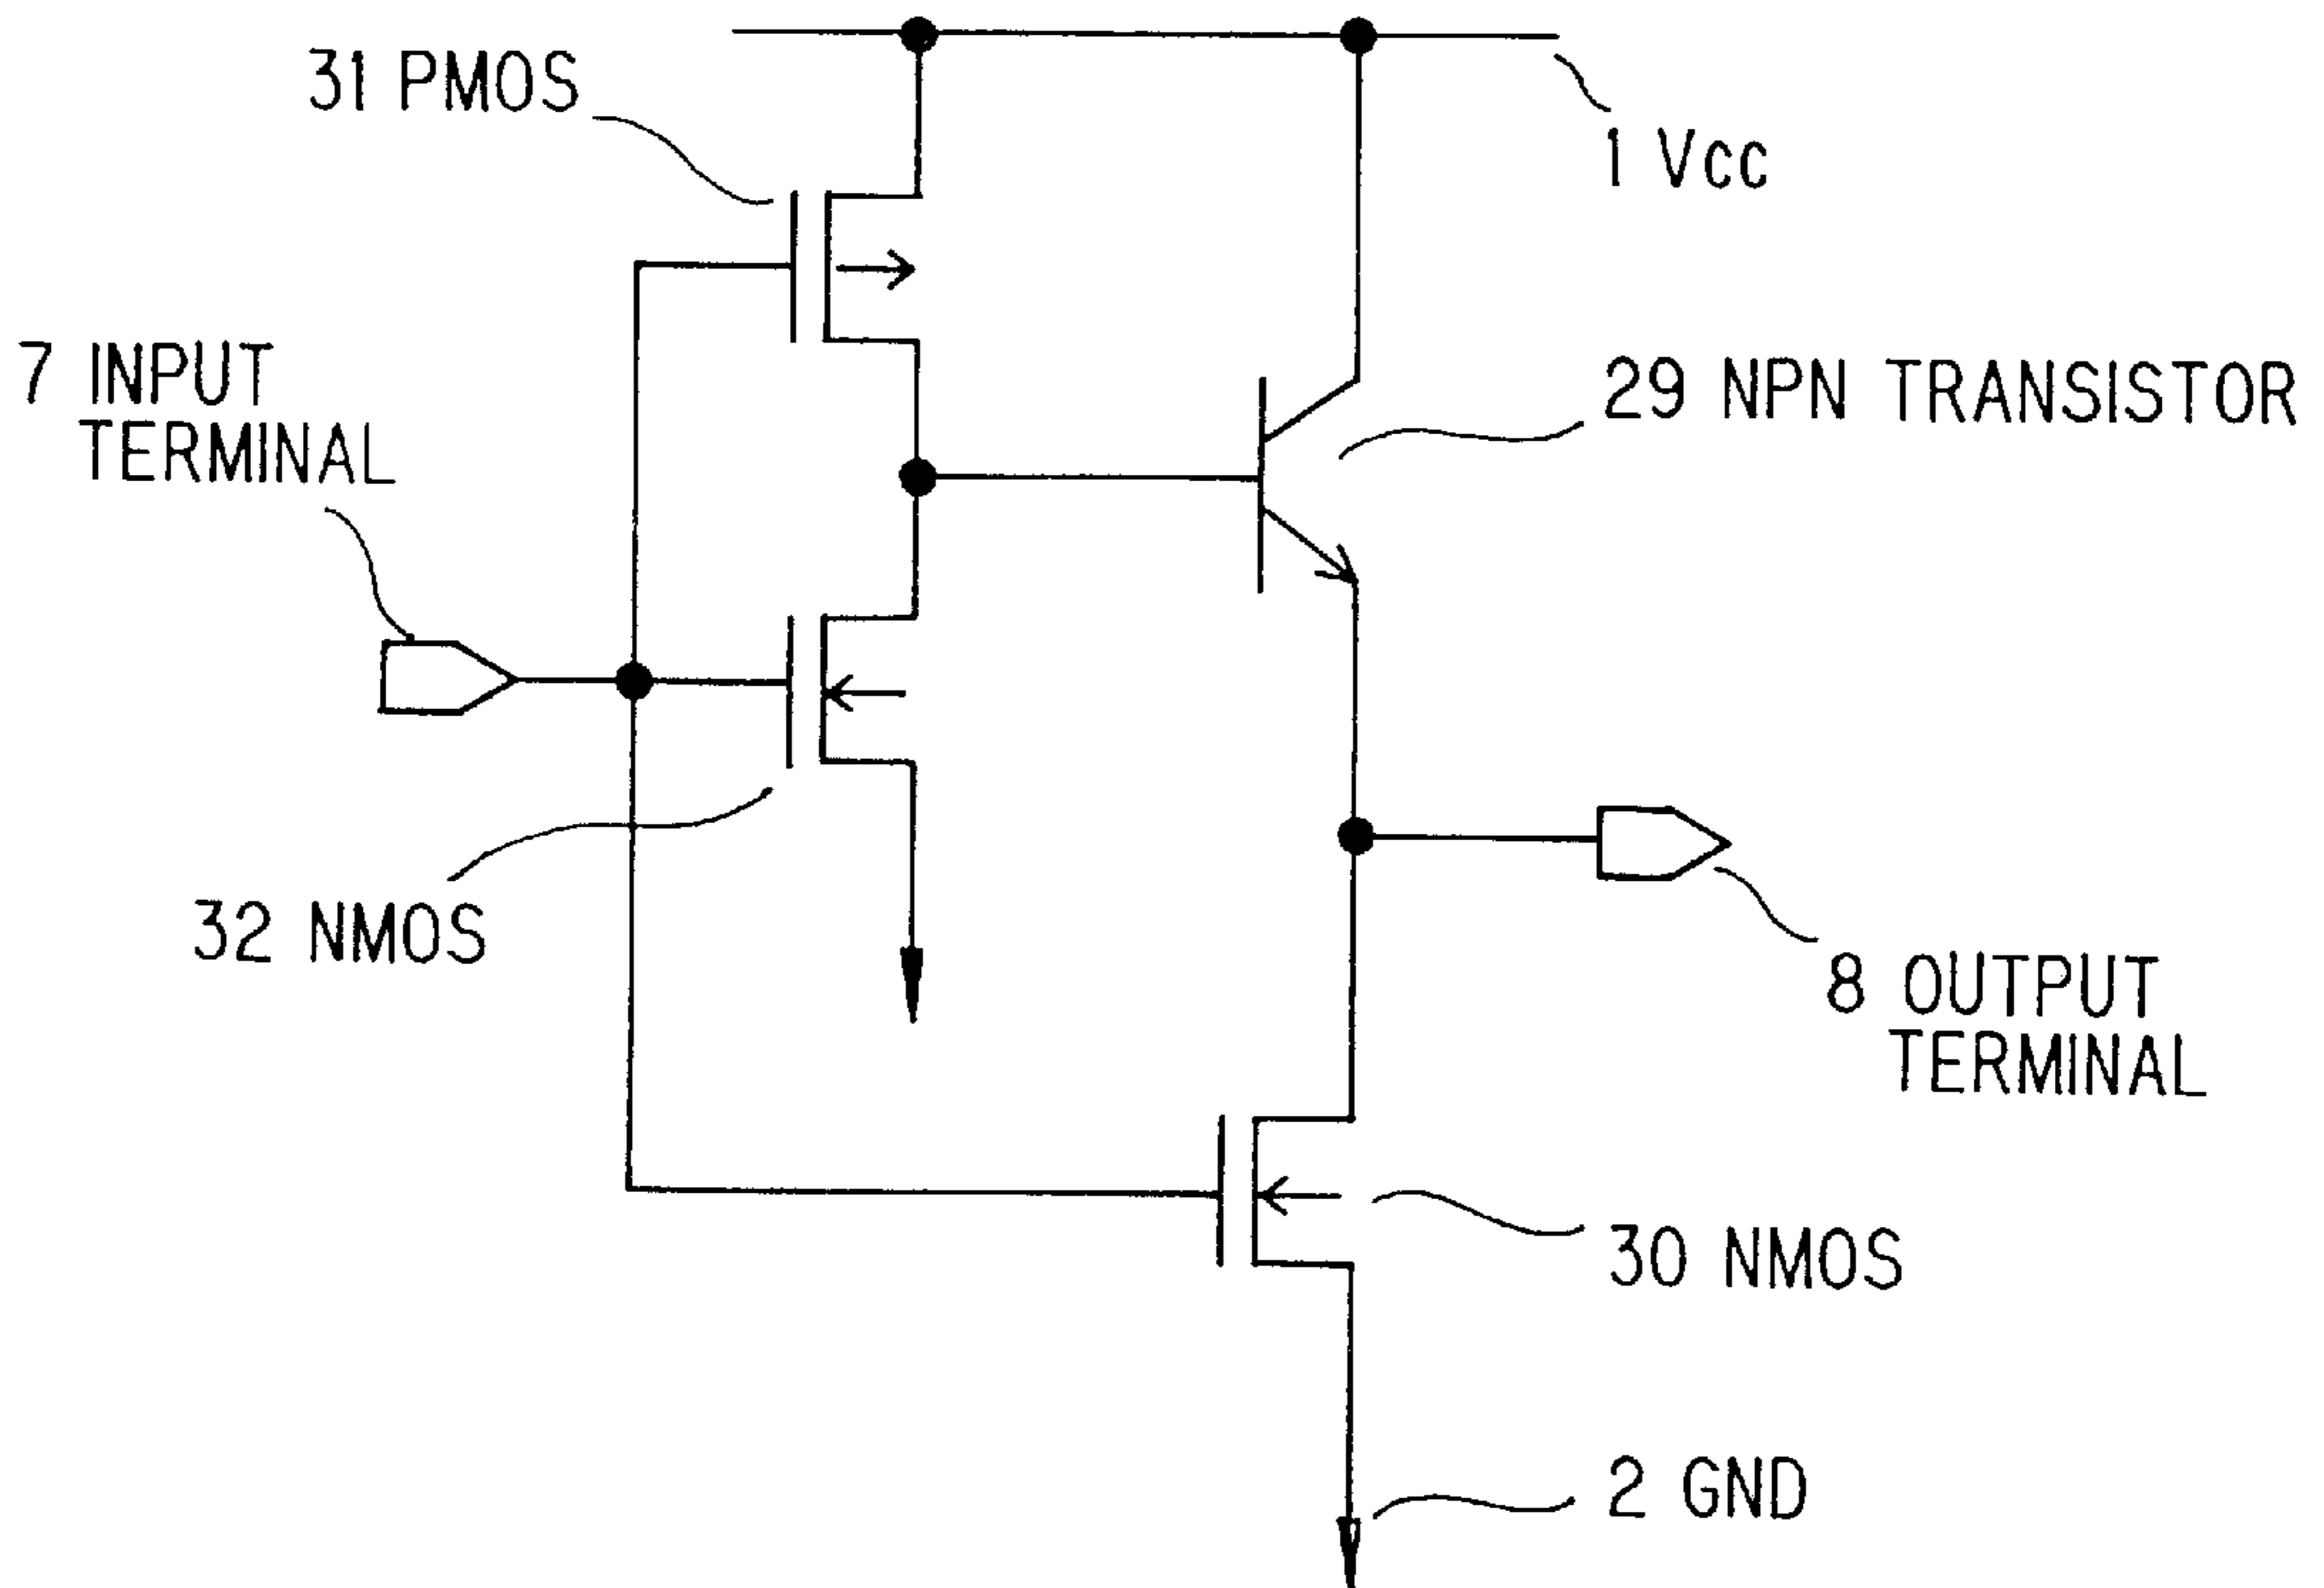 31 PMOS
1 Vcc
7 INPUT
TERMINAL
29 NPN TRANSISTOR
32 NMOS
8 OUTPUT
TERMINAL
30 NMOS
2 GND